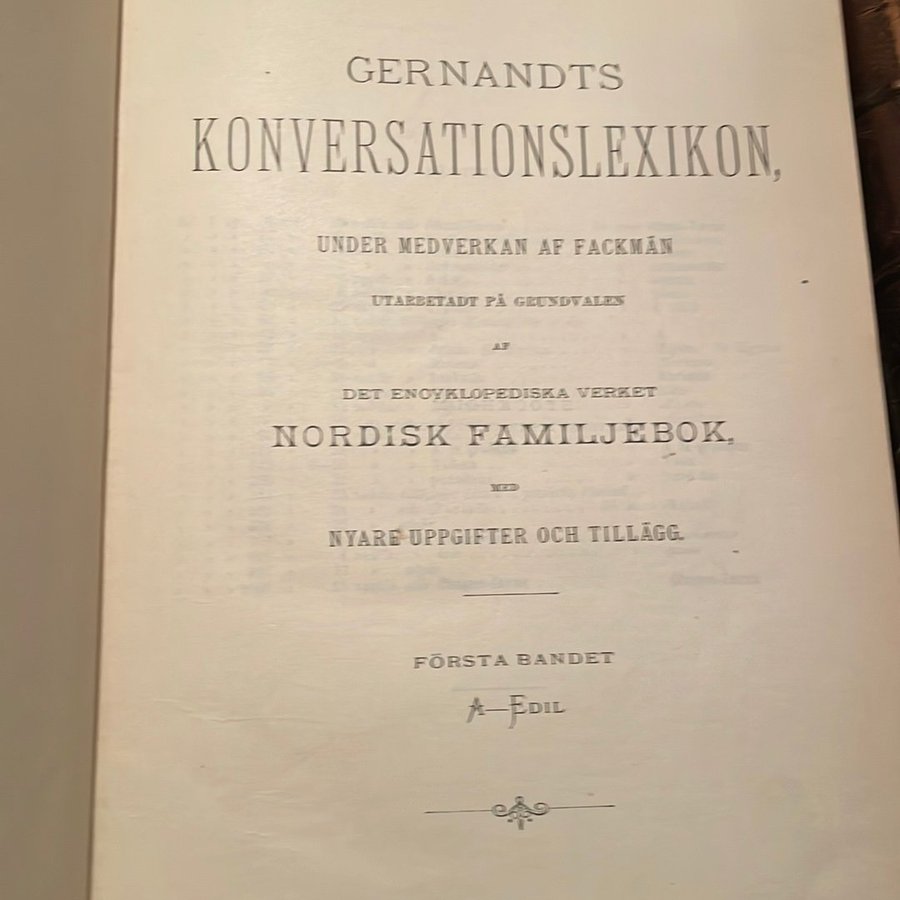 GERNANDTS
KONVERSATIONSLEXIKON,
UNDER MEDVERKAN AF FACKMÄN
UTARBETADT PÅ GRUNDVALEN
AF
DET ENCYKLOPEDISKA VERKET
NORDISK FAMILJEBOK,
MED
NYARE UPPGIFTER OCH TILLÄGG.
FÖRSTA BANDET
A—EDIL